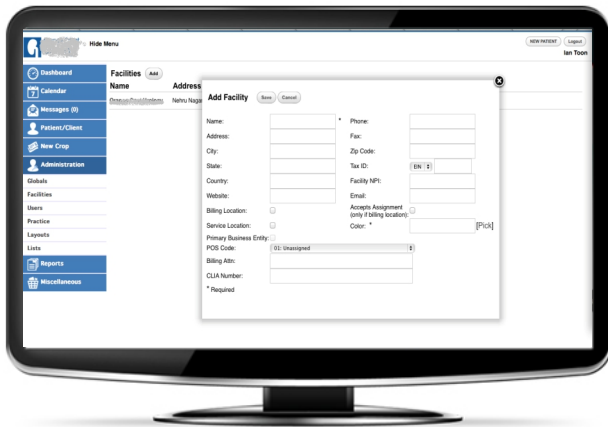 Hide Menu
NEW PATIENT Logout
Ian Toon
Dashboard
Calendar
Messages (0)
Patient/Client
New Crop
Administration
Globals
Facilities
Users
Practice
Layouts
Lists
Reports
Miscellaneous
Facilities Add
Name Address
Nehru Nagar
Add Facility Save Cancel
Name: * Phone:
Address: Fax:
City: Zip Code:
State: Tax ID: EIN
Country: Facility NPI:
Website: Email:
Billing Location: Accepts Assignment
(only if billing location):
Service Location: Color: * [Pick]
Primary Business Entity:
POS Code: 01: Unassigned
Billing Attn:
CLIA Number:
* Required